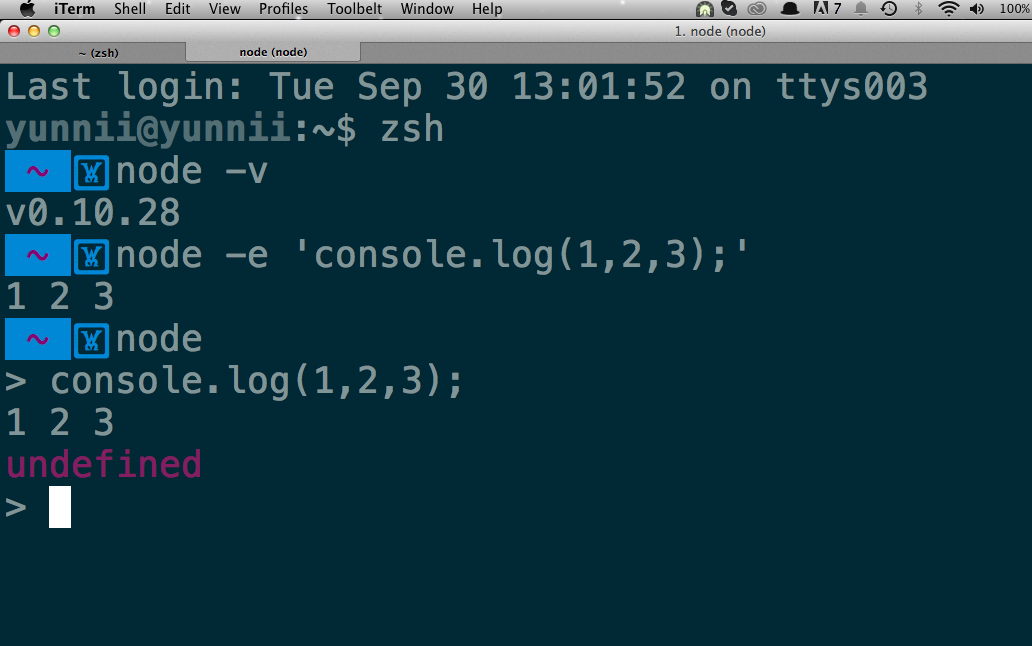 iTerm Shell Edit View Profiles Toolbelt Window Help 7 100%
1. node (node)
~ (zsh) node (node)
Last login: Tue Sep 30 13:01:52 on ttys003
yunnii@yunnii:~$ zsh
~ node -v
v0.10.28
~ node -e 'console.log(1,2,3);'
1 2 3
~ node
> console.log(1,2,3);
1 2 3
undefined
>